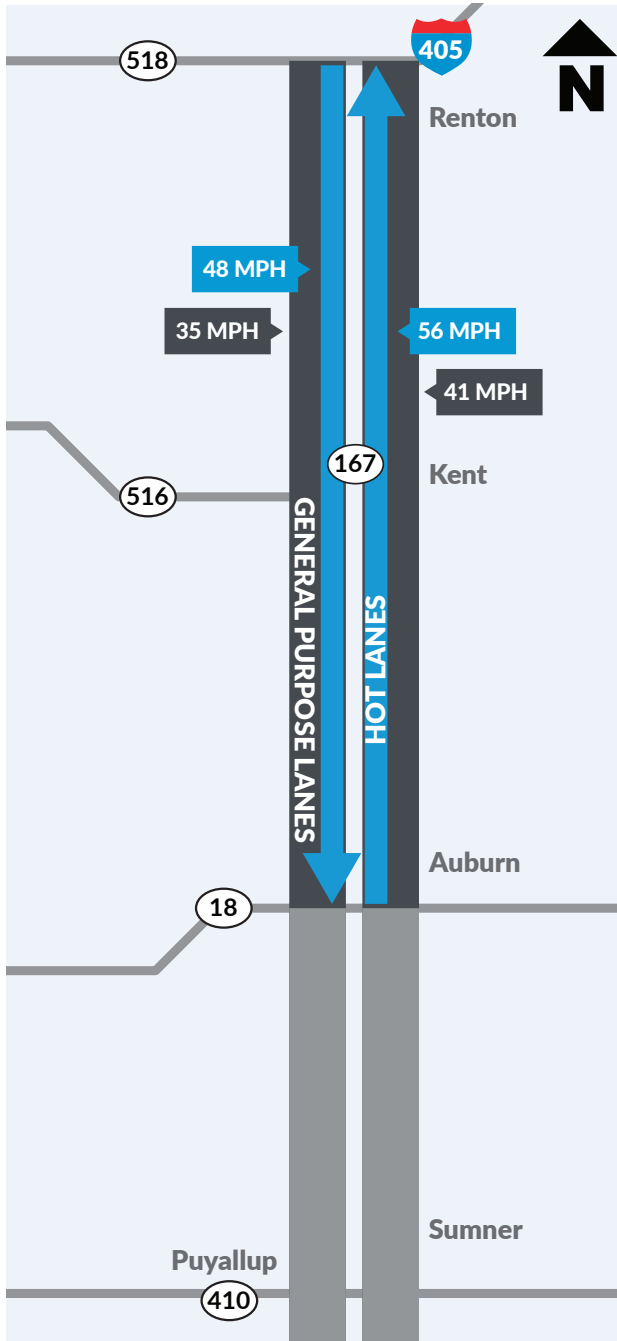 405
518
N
Renton
48 MPH
35 MPH
56 MPH
41 MPH
167
Kent
516
GENERAL PURPOSE LANES
HOT LANES
Auburn
18
Sumner
Puyallup
410